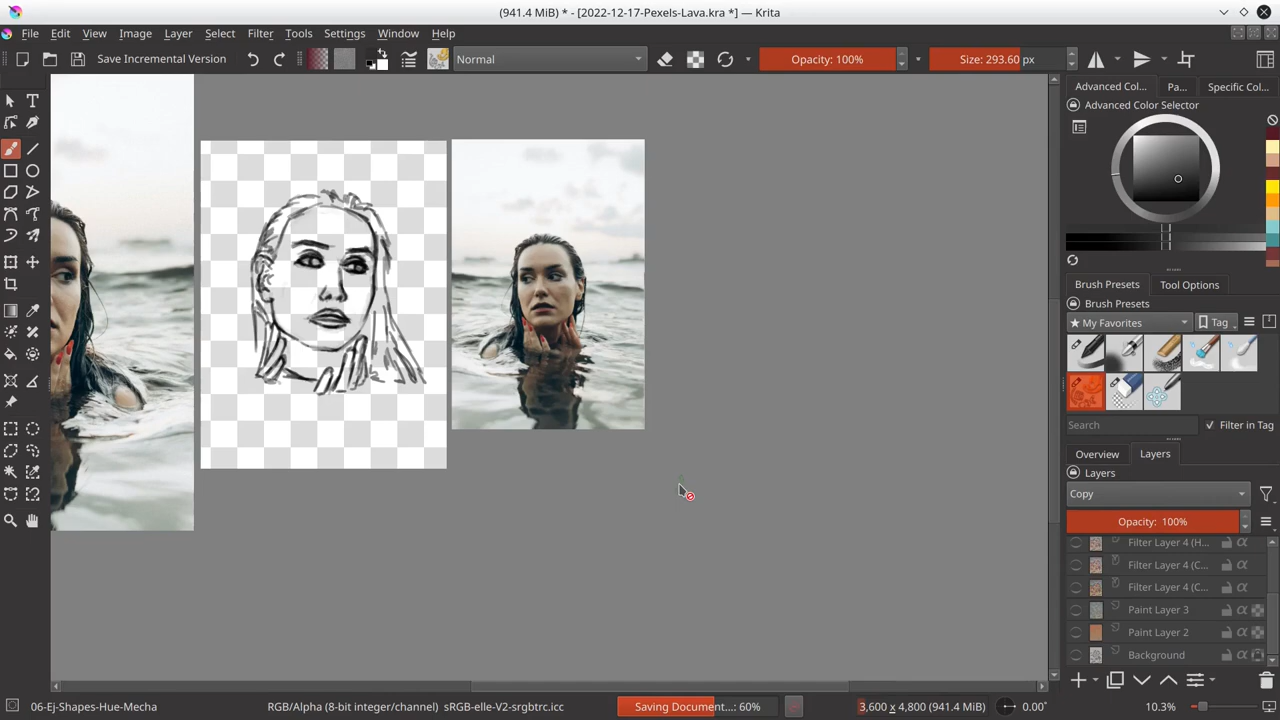 (941.4 MiB) * - [2022-12-17-Pexels-Lava.kra *] — Krita
File Edit View Image Layer Select Filter Tools Settings Window Help
Save Incremental Version Normal Opacity: 100% Size: 293.60 px
Advanced Col... Pa... Specific Col...
Advanced Color Selector
Brush Presets Tool Options
Brush Presets
★ My Favorites Tag
Search Filter in Tag
Overview Layers
Layers
Copy
Opacity: 100%
Filter Layer 4 (H...
Filter Layer 4 (C...
Filter Layer 4 (C...
Paint Layer 3
Paint Layer 2
Background
06-Ej-Shapes-Hue-Mecha RGB/Alpha (8-bit integer/channel) sRGB-elle-V2-srgbtrc.icc Saving Document...: 60% 3,600 x 4,800 (941.4 MiB) 0.00° 10.3%